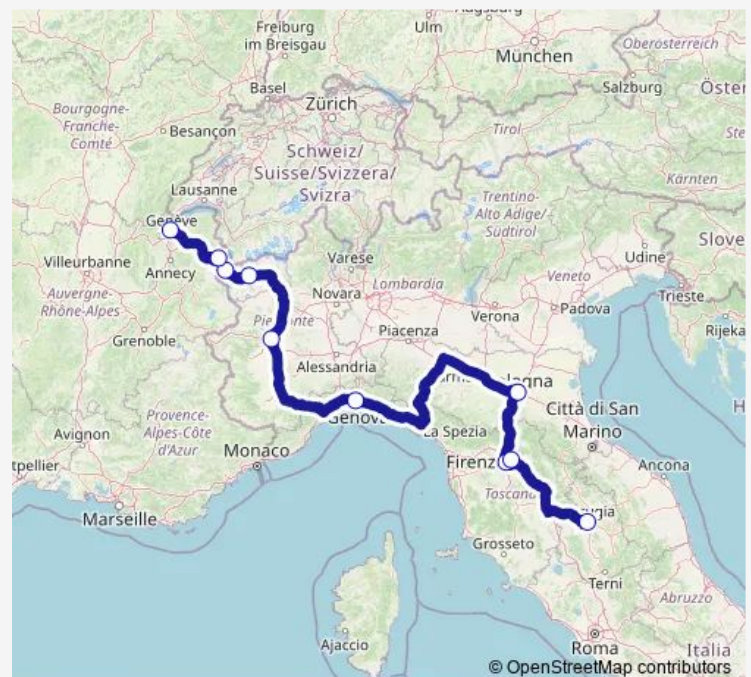 Freiburg
im Breisgau
Ulm
München
Oberösterreich
Basel
Zürich
Salzburg
Bourgogne-
Franche-
Comté
Besançon
Schweiz/
Suisse/Svizzera/
Svizra
Tirol
Lausanne
Kärnten
Trentino-
Alto Adige/
Südtirol
Genève
Annecy
Villeurbanne
Auvergne-
Rhône-Alpes
Varese
Lombardia
Novara
Veneto
Udine
Verona
Padova
Trieste
Rijeka
Grenoble
Piacenza
Alessandria
Provence-
Alpes-Côte
d'Azur
Genova
La Spezia
Città di San
Marino
Avignon
Monaco
Ancona
Marseille
Toscana
Grosseto
Terni
Abruzzo
Ajaccio
Roma
Italia
© OpenStreetMap contributors